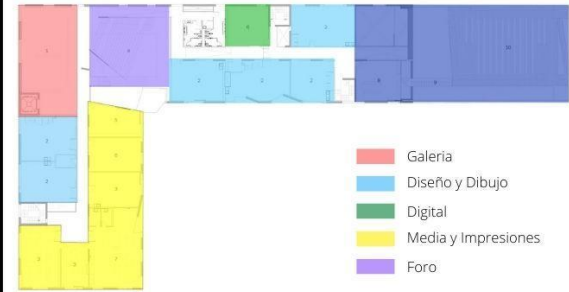 Galeria
Diseño y Dibujo
Digital
Media y Impresiones
Foro